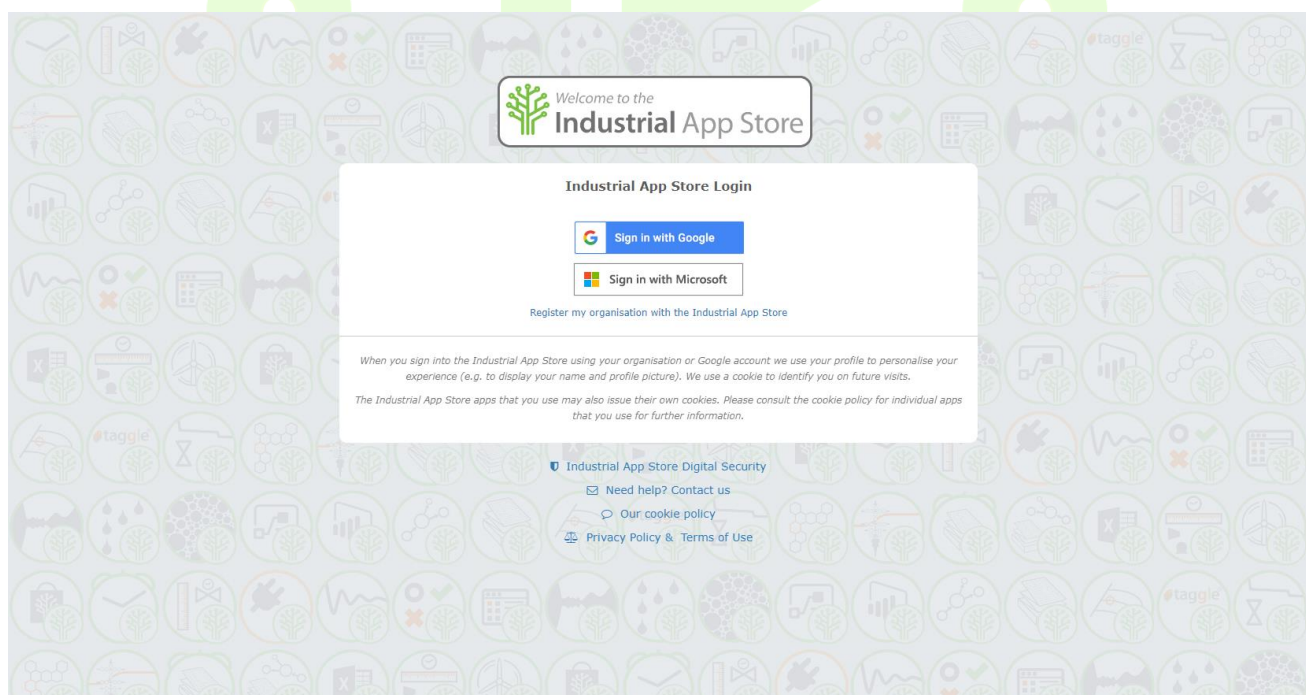 Welcome to the
Industrial App Store
Industrial App Store Login
Sign in with Google
Sign in with Microsoft
Register my organisation with the Industrial App Store
When you sign into the Industrial App Store using your organisation or Google account we use your profile to personalise your
experience (e.g. to display your name and profile picture). We use a cookie to identify you on future visits.
The Industrial App Store apps that you use may also issue their own cookies. Please consult the cookie policy for individual apps
that you use for further information.
Industrial App Store Digital Security
Need help? Contact us
Our cookie policy
Privacy Policy & Terms of Use
taggle
taggle
taggle